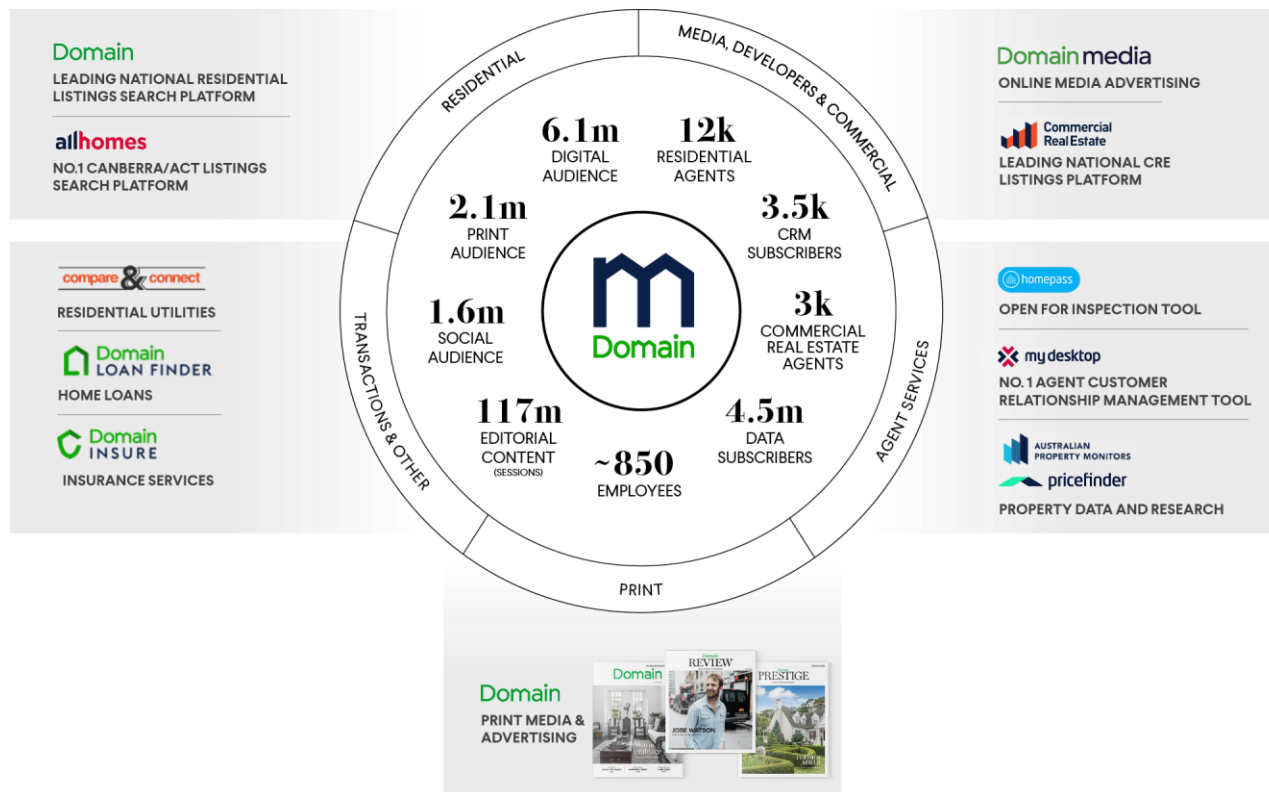 Domain
LEADING NATIONAL RESIDENTIAL
LISTINGS SEARCH PLATFORM
allhomes
NO.1 CANBERRA/ACT LISTINGS
SEARCH PLATFORM
compare & connect
RESIDENTIAL UTILITIES
Domain
LOAN FINDER
HOME LOANS
Domain
INSURE
INSURANCE SERVICES
RESIDENTIAL
MEDIA, DEVELOPERS & COMMERCIAL
AGENT SERVICES
PRINT
TRANSACTIONS & OTHER
6.1m
DIGITAL
AUDIENCE
12k
RESIDENTIAL
AGENTS
2.1m
PRINT
AUDIENCE
3.5k
CRM
SUBSCRIBERS
1.6m
SOCIAL
AUDIENCE
3k
COMMERCIAL
REAL ESTATE
AGENTS
117m
EDITORIAL
CONTENT
(SESSIONS)
4.5m
DATA
SUBSCRIBERS
~850
EMPLOYEES
Domain
Domain media
ONLINE MEDIA ADVERTISING
Commercial
Real Estate
LEADING NATIONAL CRE
LISTINGS PLATFORM
homepass
OPEN FOR INSPECTION TOOL
my desktop
NO. 1 AGENT CUSTOMER
RELATIONSHIP MANAGEMENT TOOL
AUSTRALIAN
PROPERTY MONITORS
pricefinder
PROPERTY DATA AND RESEARCH
Domain
PRINT MEDIA &
ADVERTISING
Domain
Domain
REVIEW
JOBE WATSON
PRESTIGE